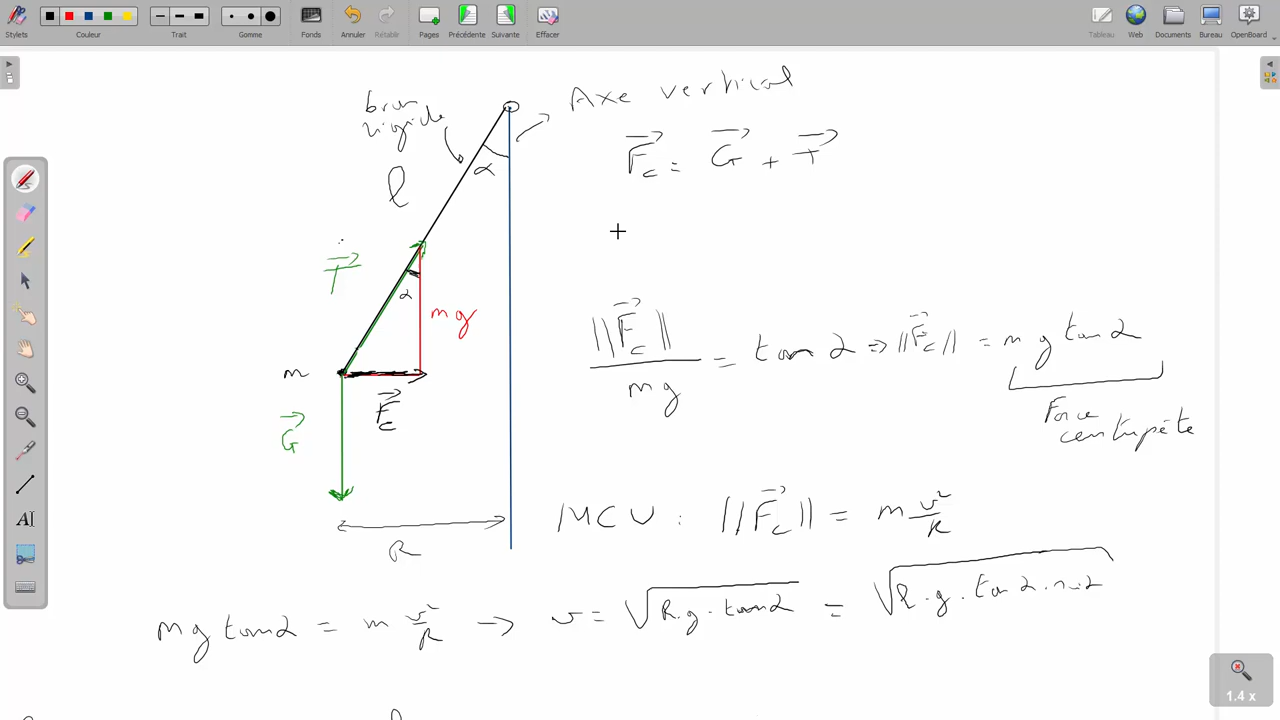 Stylets Couleur Trait Gomme Fonds Annuler Rétablir Pages Précédente Suivante Effacer Tableau Web Documents Bureau OpenBoard
Axe vertical
rigide
l
α
F⃗c = G⃗ + T⃗
T⃗
α
mg
m
F⃗c
G⃗
R
||F⃗c|| / mg = tan α ⇒ ||F⃗c|| = mg tan α
Force
centripète
MCU : ||F⃗c|| = m v²/R
mg tan α = m v²/R → v = √(R.g.tan α) = √(l.g.tan α.sin α)
1.4 x